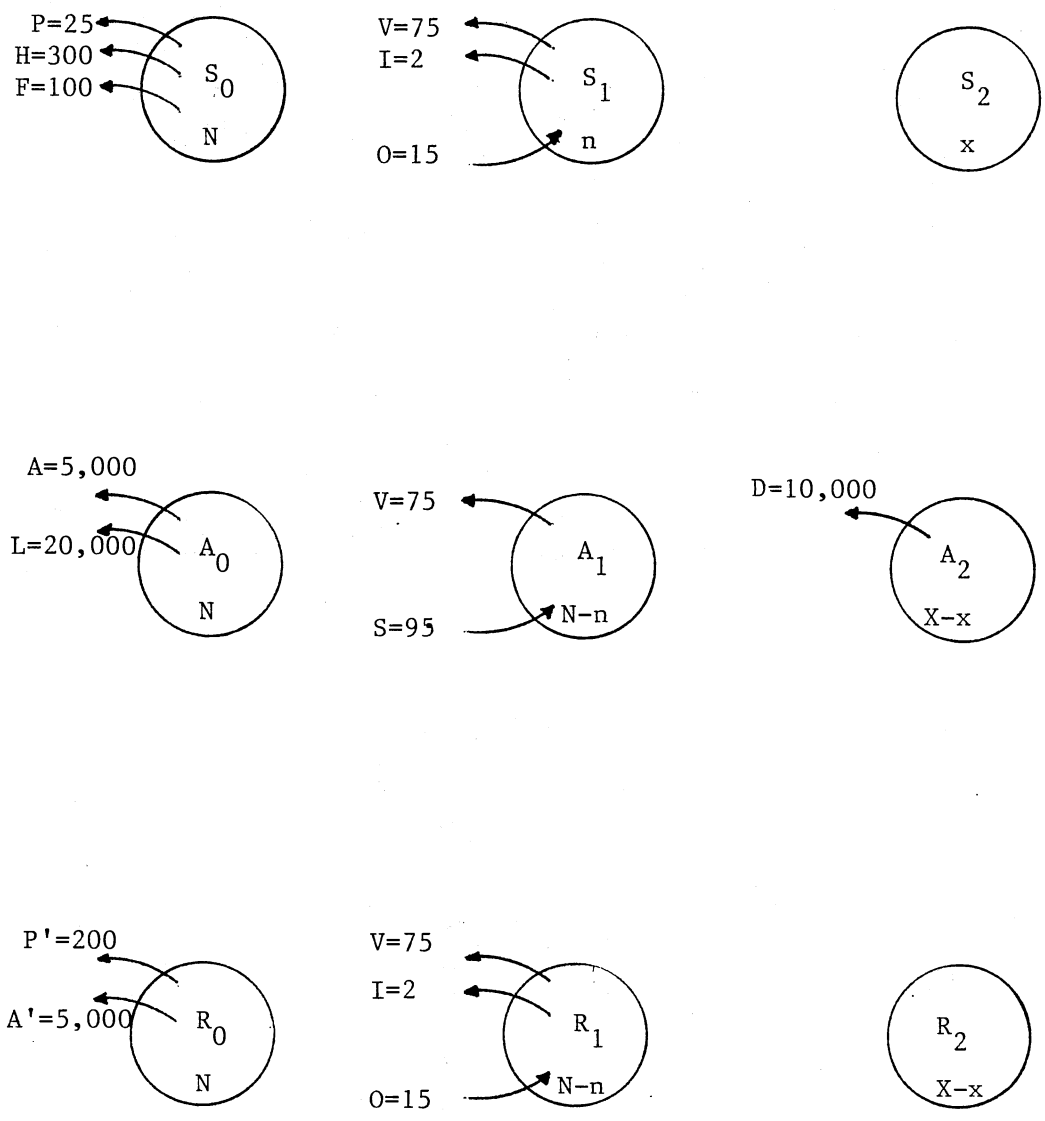 P=25
H=300
F=100
S0
N
V=75
I=2
O=15
S1
n
S2
x
A=5,000
L=20,000
A0
N
V=75
S=95
A1
N-n
D=10,000
A2
X-x
P'=200
A'=5,000
R0
N
V=75
I=2
O=15
R1
N-n
R2
X-x